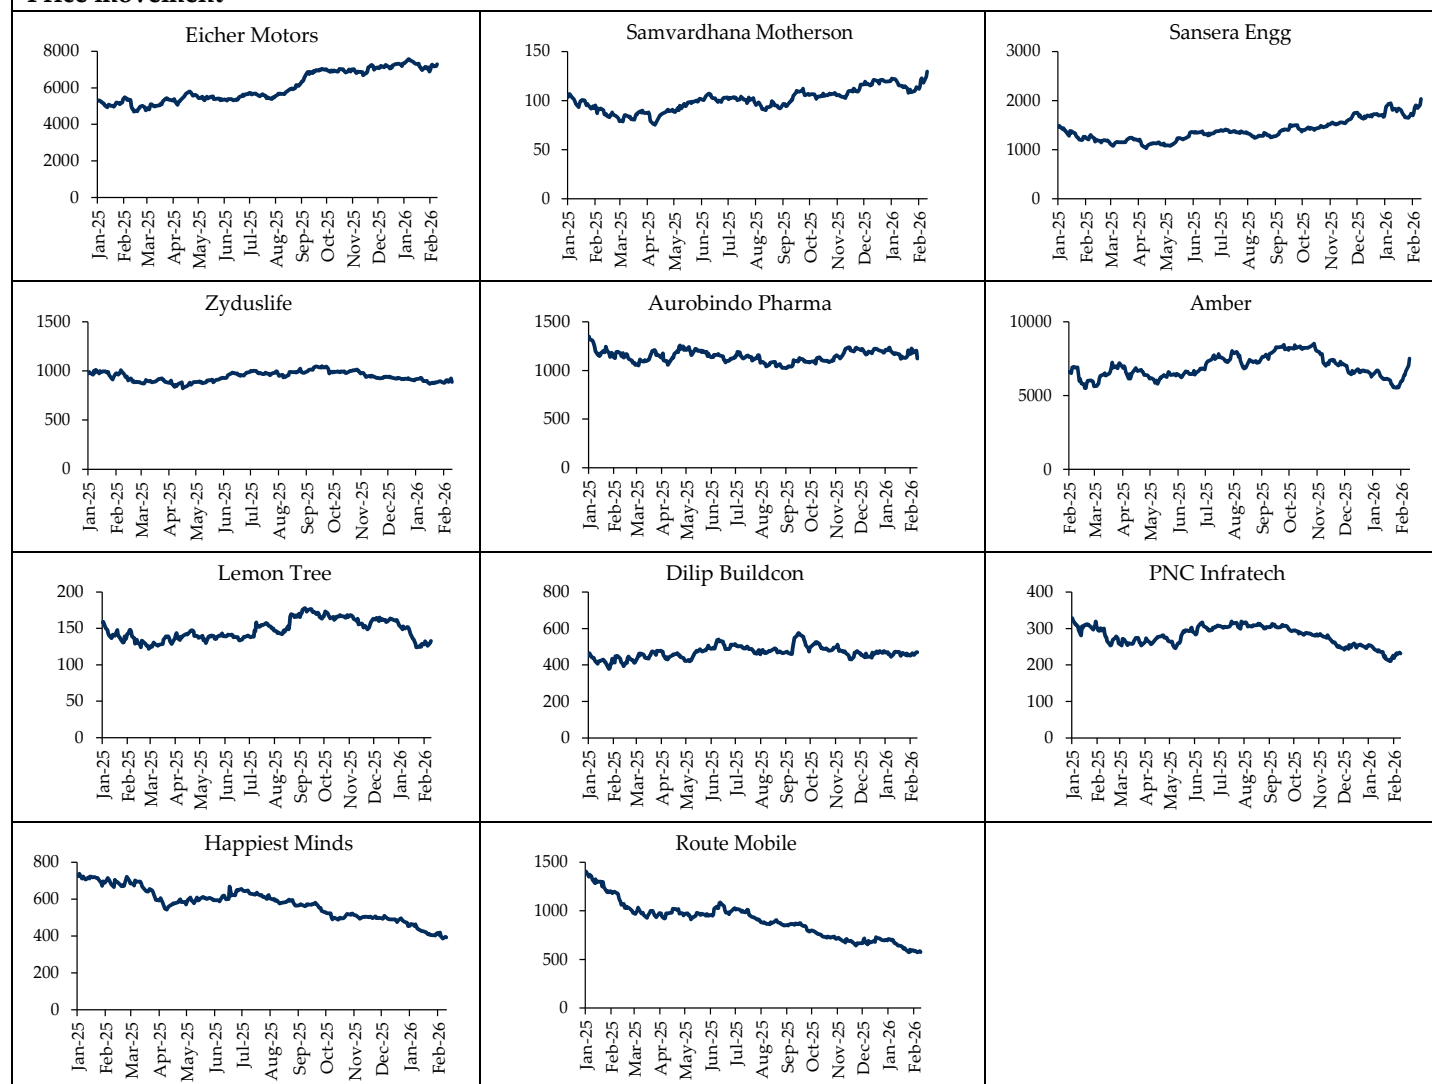 Price movement
Eicher Motors
8000
6000
4000
2000
0
Jan-25 Feb-25 Mar-25 Apr-25 May-25 Jun-25 Jul-25 Aug-25 Sep-25 Oct-25 Nov-25 Dec-25 Jan-26 Feb-26
Samvardhana Motherson
150
100
50
0
Jan-25 Feb-25 Mar-25 Apr-25 May-25 Jun-25 Jul-25 Aug-25 Sep-25 Oct-25 Nov-25 Dec-25 Jan-26 Feb-26
Sansera Engg
3000
2000
1000
0
Jan-25 Feb-25 Mar-25 Apr-25 May-25 Jun-25 Jul-25 Aug-25 Sep-25 Oct-25 Nov-25 Dec-25 Jan-26 Feb-26
Zyduslife
1500
1000
500
0
Jan-25 Feb-25 Mar-25 Apr-25 May-25 Jun-25 Jul-25 Aug-25 Sep-25 Oct-25 Nov-25 Dec-25 Jan-26 Feb-26
Aurobindo Pharma
1500
1000
500
0
Jan-25 Feb-25 Mar-25 Apr-25 May-25 Jun-25 Jul-25 Aug-25 Sep-25 Oct-25 Nov-25 Dec-25 Jan-26 Feb-26
Amber
10000
5000
0
Feb-25 Mar-25 Apr-25 May-25 Jun-25 Jul-25 Aug-25 Sep-25 Oct-25 Nov-25 Dec-25 Jan-26 Feb-26
Lemon Tree
200
150
100
50
0
Jan-25 Feb-25 Mar-25 Apr-25 May-25 Jun-25 Jul-25 Aug-25 Sep-25 Oct-25 Nov-25 Dec-25 Jan-26 Feb-26
Dilip Buildcon
800
600
400
200
0
Jan-25 Feb-25 Mar-25 Apr-25 May-25 Jun-25 Jul-25 Aug-25 Sep-25 Oct-25 Nov-25 Dec-25 Jan-26 Feb-26
PNC Infratech
400
300
200
100
0
Jan-25 Feb-25 Mar-25 Apr-25 May-25 Jun-25 Jul-25 Aug-25 Sep-25 Oct-25 Nov-25 Dec-25 Jan-26 Feb-26
Happiest Minds
800
600
400
200
0
Jan-25 Feb-25 Mar-25 Apr-25 May-25 Jun-25 Jul-25 Aug-25 Sep-25 Oct-25 Nov-25 Dec-25 Jan-26 Feb-26
Route Mobile
1500
1000
500
0
Jan-25 Feb-25 Mar-25 Apr-25 May-25 Jun-25 Jul-25 Aug-25 Sep-25 Oct-25 Nov-25 Dec-25 Jan-26 Feb-26